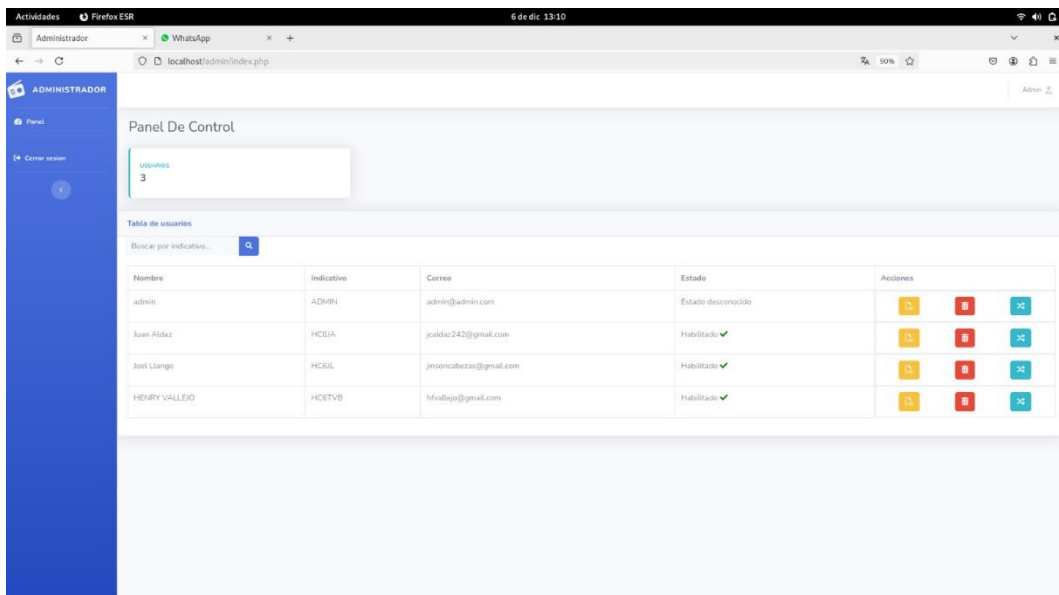 Actividades Firefox ESR 6 de dic 13:10
Administrador × WhatsApp × +
localhost/admin/index.php 90%
ADMINISTRADOR Admin
Panel
Panel De Control
Cerrar sesion
USUARIOS
3
Tabla de usuarios
Buscar por indicativo...
Nombre Indicativo Correo Estado Acciones
admin ADMIN admin@admin.com Estado desconocido
Juan Aldaz HC6JA jcaldaz242@gmail.com Habilitado
Joel Llango HC6JL jinsoncabezas@gmail.com Habilitado
HENRY VALLEJO HC6TVB hfvallejo@gmail.com Habilitado